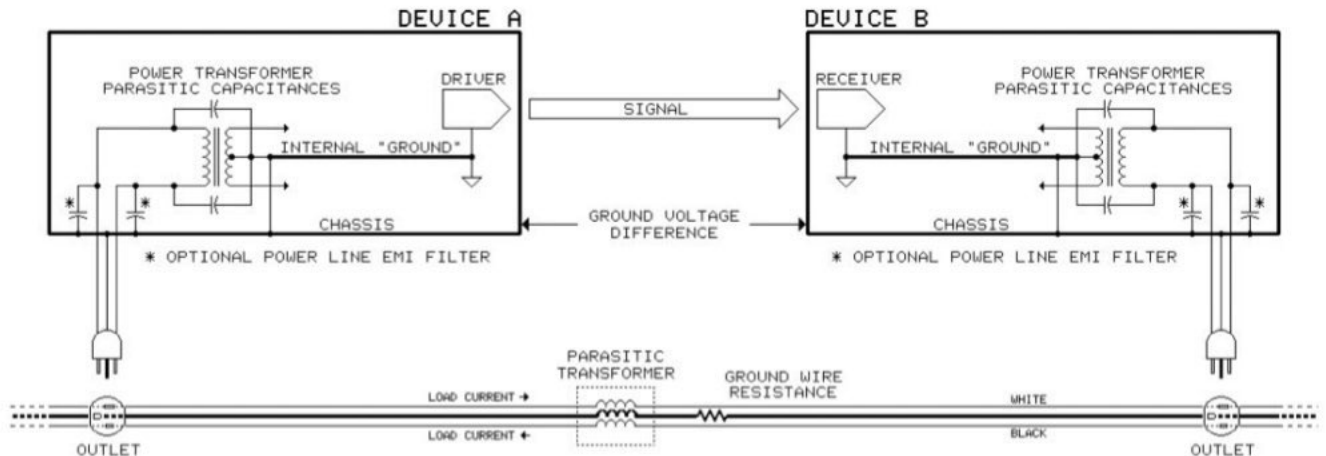 DEVICE A
DEVICE B
POWER TRANSFORMER
PARASITIC CAPACITANCES
DRIVER
SIGNAL
RECEIVER
POWER TRANSFORMER
PARASITIC CAPACITANCES
INTERNAL "GROUND"
INTERNAL "GROUND"
*
*
CHASSIS
GROUND VOLTAGE
DIFFERENCE
CHASSIS
*
*
* OPTIONAL POWER LINE EMI FILTER
* OPTIONAL POWER LINE EMI FILTER
PARASITIC
TRANSFORMER
GROUND WIRE
RESISTANCE
LOAD CURRENT
WHITE
LOAD CURRENT
BLACK
OUTLET
OUTLET